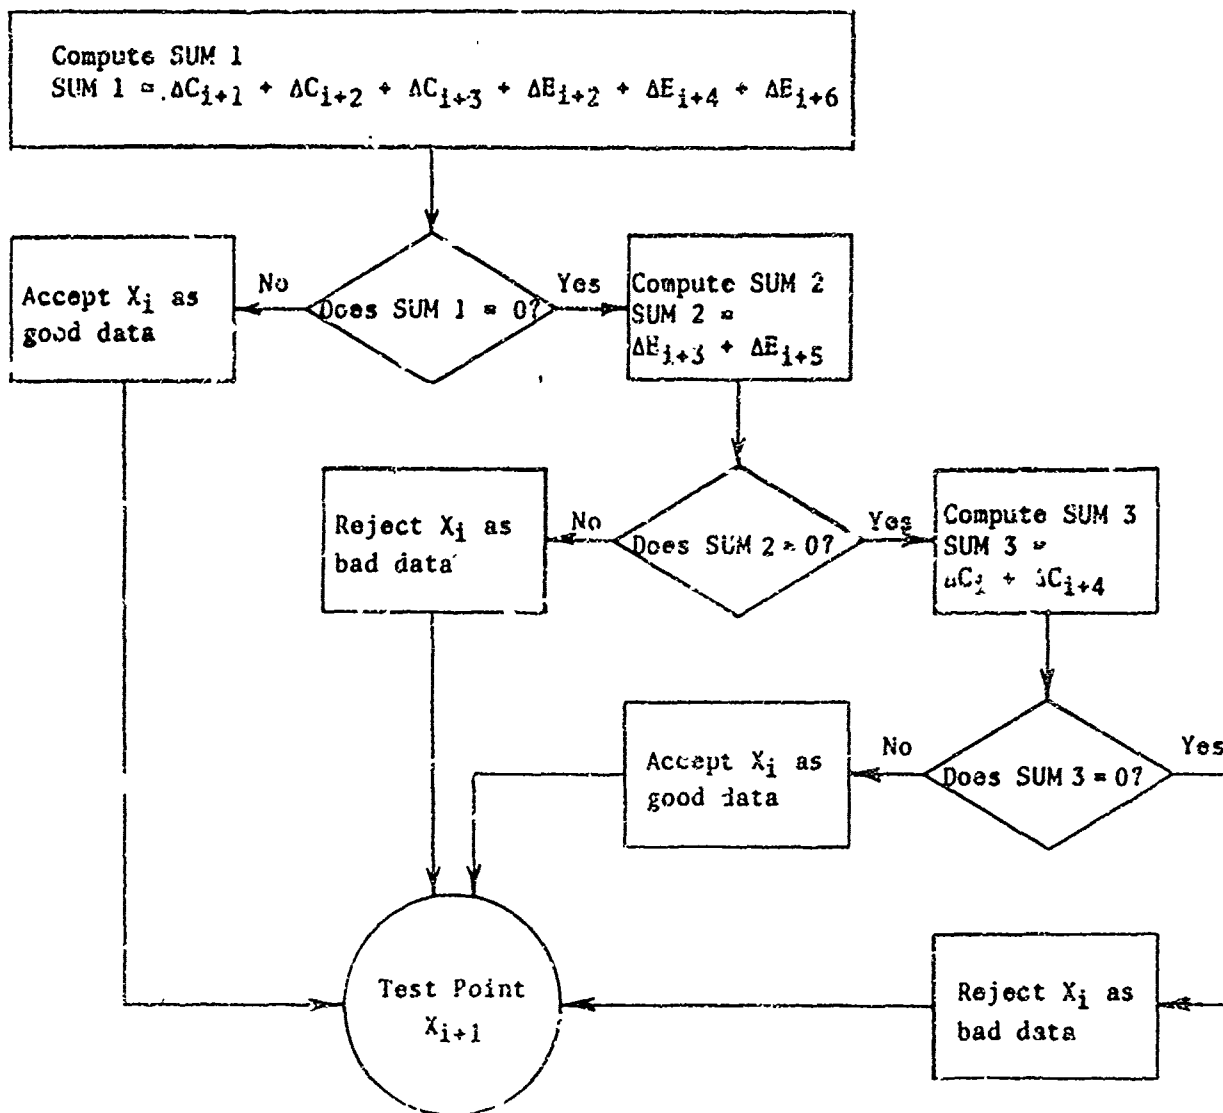 Compute SUM 1
SUM 1 = ΔC_{i+1} + ΔC_{i+2} + ΔC_{i+3} + ΔE_{i+2} + ΔE_{i+4} + ΔE_{i+6}
Accept X_i as
good data
No
Does SUM 1 = 0?
Yes
Compute SUM 2
SUM 2 =
ΔE_{i+3} + ΔE_{i+5}
Reject X_i as
bad data
No
Does SUM 2 = 0?
Yes
Compute SUM 3
SUM 3 =
ΔC_i + ΔC_{i+4}
Accept X_i as
good data
No
Does SUM 3 = 0?
Yes
Test Point
X_{i+1}
Reject X_i as
bad data